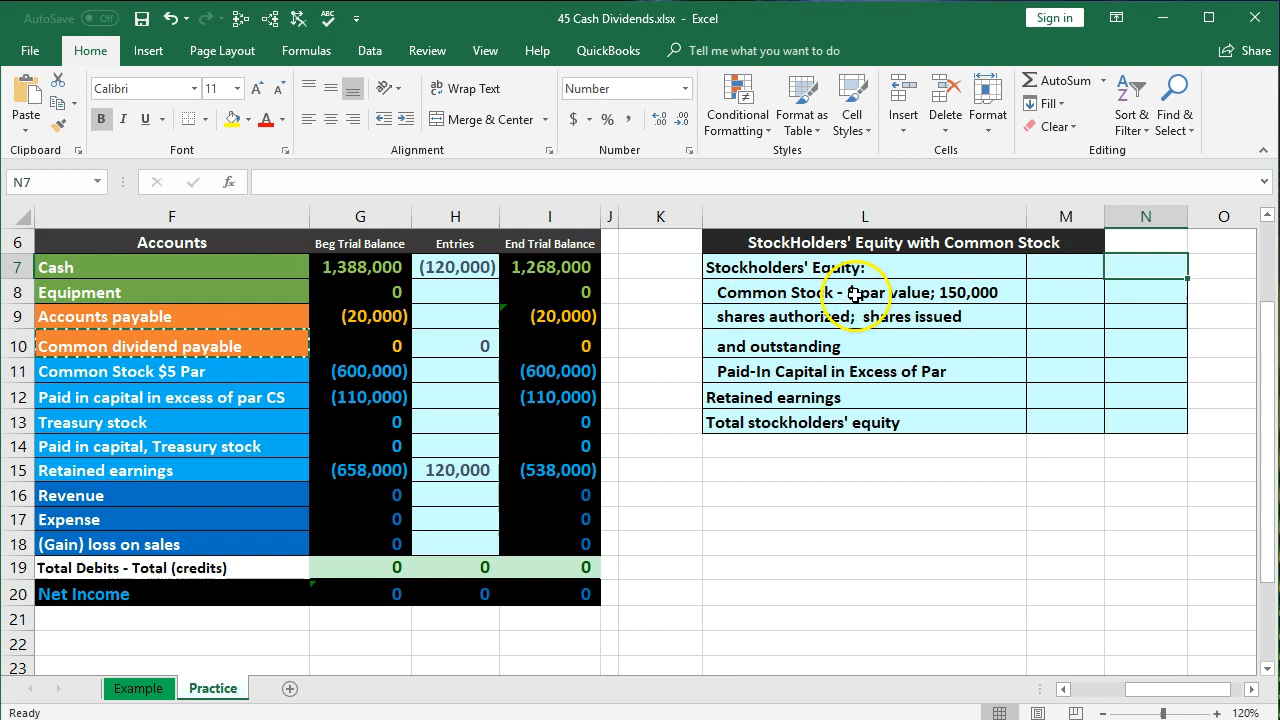 AutoSave Off 45 Cash Dividends.xlsx - Excel Sign in
File Home Insert Page Layout Formulas Data Review View Help QuickBooks Tell me what you want to do Share
Paste Calibri 11 Wrap Text Number AutoSum
B I U Merge & Center $ % Conditional Formatting Format as Table Cell Styles Insert Delete Format Fill Clear Sort & Filter Find & Select
Clipboard Font Alignment Number Styles Cells Editing
N7 fx
F G H I J K L M N O
6 Accounts Beg Trial Balance Entries End Trial Balance StockHolders' Equity with Common Stock
7 Cash 1,388,000 (120,000) 1,268,000 Stockholders' Equity:
8 Equipment 0 0 Common Stock - par value; 150,000
9 Accounts payable (20,000) (20,000) shares authorized; shares issued
10 Common dividend payable 0 0 0 and outstanding
11 Common Stock $5 Par (600,000) (600,000) Paid-In Capital in Excess of Par
12 Paid in capital in excess of par CS (110,000) (110,000) Retained earnings
13 Treasury stock 0 0 Total stockholders' equity
14 Paid in capital, Treasury stock 0 0
15 Retained earnings (658,000) 120,000 (538,000)
16 Revenue 0 0
17 Expense 0 0
18 (Gain) loss on sales 0 0
19 Total Debits - Total (credits) 0 0 0
20 Net Income 0 0 0
21
22
23
Example Practice
Ready 120%